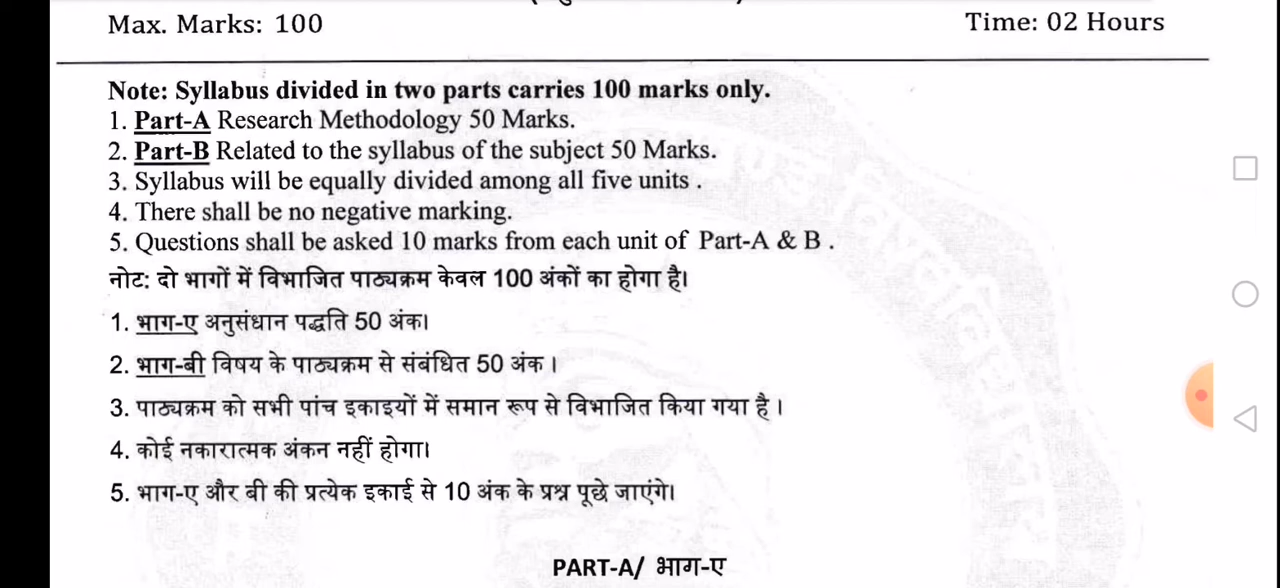 Max. Marks: 100
Time: 02 Hours
Note: Syllabus divided in two parts carries 100 marks only.
1. Part-A Research Methodology 50 Marks.
2. Part-B Related to the syllabus of the subject 50 Marks.
3. Syllabus will be equally divided among all five units .
4. There shall be no negative marking.
5. Questions shall be asked 10 marks from each unit of Part-A & B .
नोट: दो भागों में विभाजित पाठ्यक्रम केवल 100 अंकों का होगा है।
1. भाग-ए अनुसंधान पद्धति 50 अंक।
2. भाग-बी विषय के पाठ्यक्रम से संबंधित 50 अंक ।
3. पाठ्यक्रम को सभी पांच इकाइयों में समान रूप से विभाजित किया गया है ।
4. कोई नकारात्मक अंकन नहीं होगा।
5. भाग-ए और बी की प्रत्येक इकाई से 10 अंक के प्रश्न पूछे जाएंगे।
PART-A/ भाग-ए